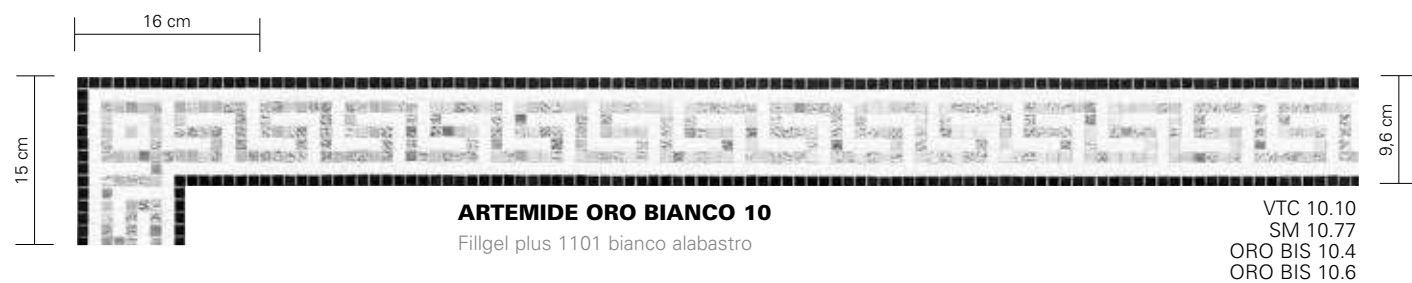 16 cm
15 cm
9,6 cm
ARTEMIDE ORO BIANCO 10
Fillgel plus 1101 bianco alabastro
VTC 10.10
SM 10.77
ORO BIS 10.4
ORO BIS 10.6